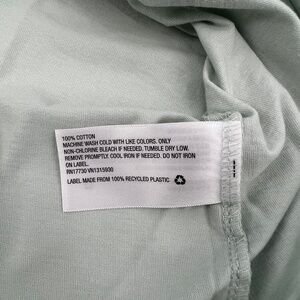 100% COTTON
MACHINE WASH COLD WITH LIKE COLORS. ONLY
NON-CHLORINE BLEACH IF NEEDED. TUMBLE DRY LOW.
REMOVE PROMPTLY. COOL IRON IF NEEDED. DO NOT IRON
ON LABEL.
RN17730 VN1315930
LABEL MADE FROM 100% RECYCLED PLASTIC